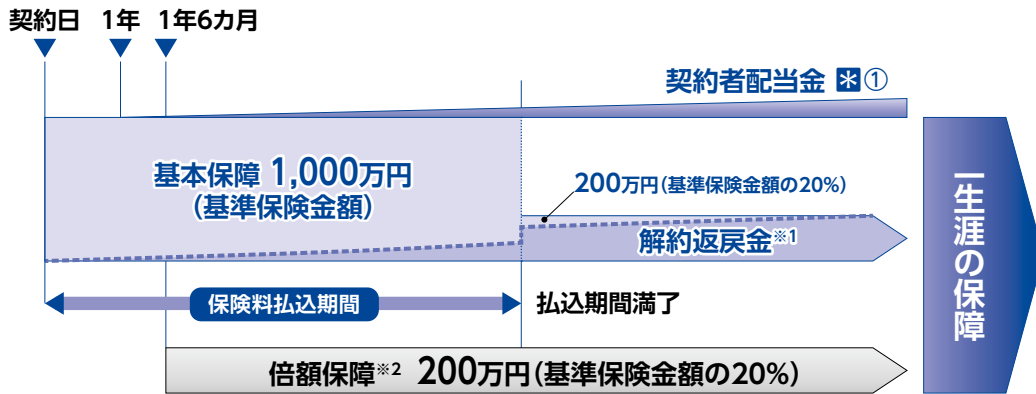 契約日 1年 1年6カ月
契約者配当金 *①
基本保障 1,000万円
(基準保険金額)
200万円(基準保険金額の20%)
解約返戻金※1
保険料払込期間
払込期間満了
倍額保障※2 200万円(基準保険金額の20%)
一生涯の保障